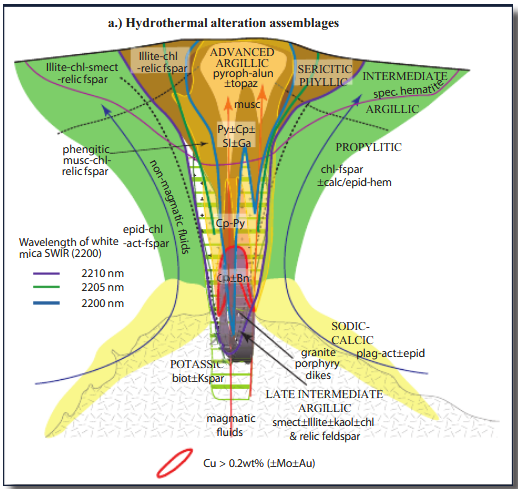 a.) Hydrothermal alteration assemblages
Illite-chl-smect
-relic fspar
Illite-chl
-relic fspar
ADVANCED
ARGILLIC
pyroph-alun
±topaz
SERICITIC
PHYLLIC
INTERMEDIATE
spec. hematite
ARGILLIC
musc
Py±Cp±
Sl±Ga
PROPYLITIC
phengitic
musc-chl-
relic fspar
chl-fspar
±calc/epid-hem
non-magmatic fluids
epid-chl
-act-fspar
Cp-Py
Wavelength of white
mica SWIR (2200)
2210 nm
2205 nm
2200 nm
Cp±Bn
SODIC-
CALCIC
plag-act±epid
granite
porphyry
dikes
POTASSIC
biot±Kspar
LATE INTERMEDIATE
ARGILLIC
smect±Illite±kaol±chl
& relic feldspar
magmatic
fluids
Cu > 0.2wt% (±Mo±Au)